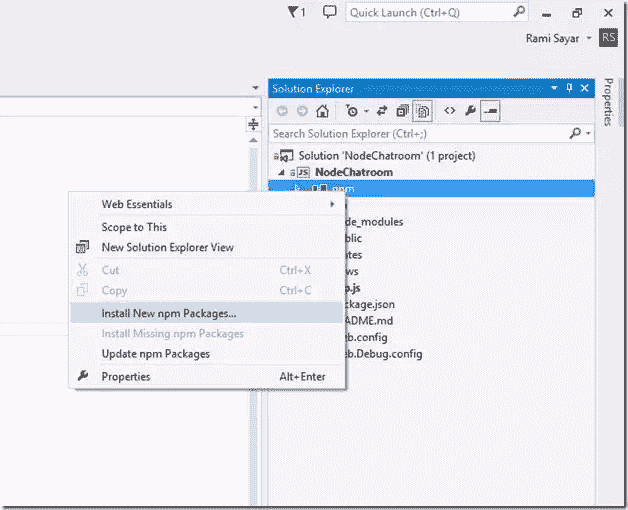 1
Quick Launch (Ctrl+Q)
Rami Sayar
RS
Solution Explorer
Properties
Search Solution Explorer (Ctrl+;)
Solution 'NodeChatroom' (1 project)
JS NodeChatroom
npm
Web Essentials
Scope to This
New Solution Explorer View
Cut Ctrl+X
Copy Ctrl+C
Install New npm Packages...
Install Missing npm Packages
Update npm Packages
Properties Alt+Enter
de_modules
blic
tes
ws
.js
kage.json
ADME.md
b.config
b.Debug.config